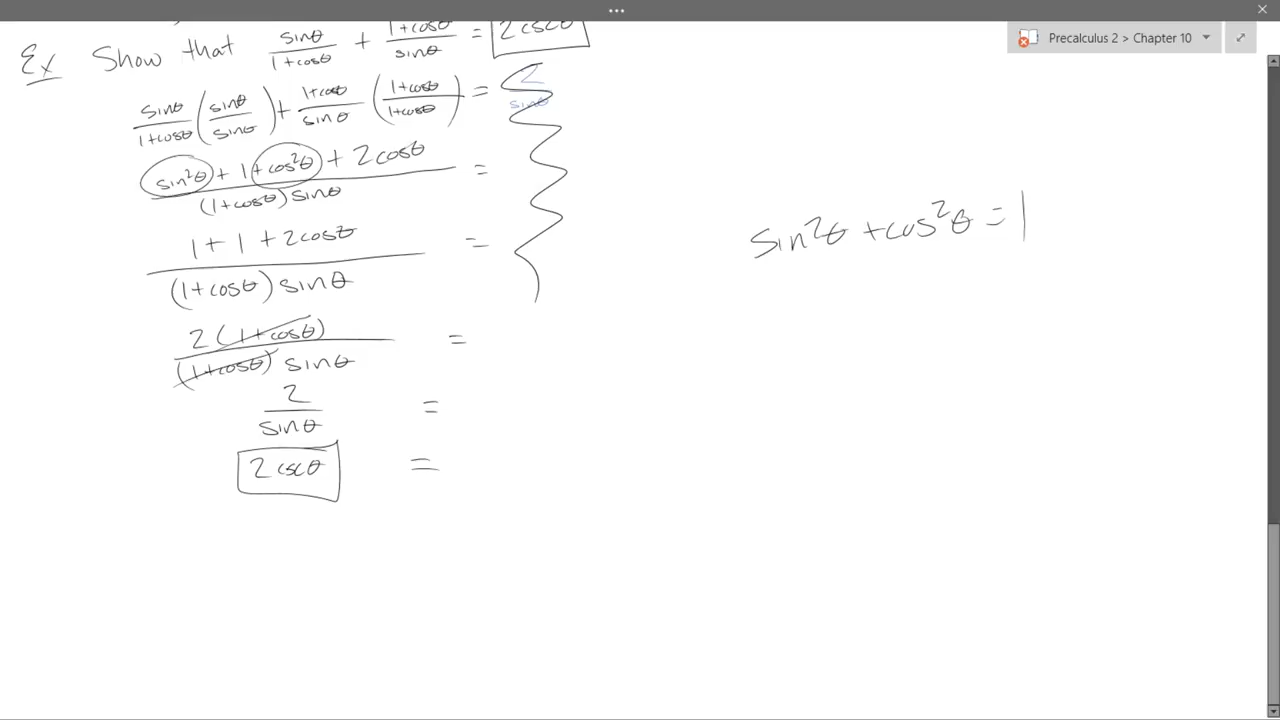 Precalculus 2 > Chapter 10
Ex Show that sinθ/(1+cosθ) + (1+cosθ)/sinθ = 2cscθ
sinθ/(1+cosθ) (sinθ/sinθ) + (1+cosθ)/sinθ ((1+cosθ)/(1+cosθ)) = 2/sinθ
(sin²θ + 1 + cos²θ + 2cosθ)/((1+cosθ)sinθ) =
sin²θ + cos²θ = 1
(1 + 1 + 2cosθ)/((1+cosθ)sinθ) =
2(1+cosθ)/((1+cosθ)sinθ) =
2/sinθ =
2cscθ =